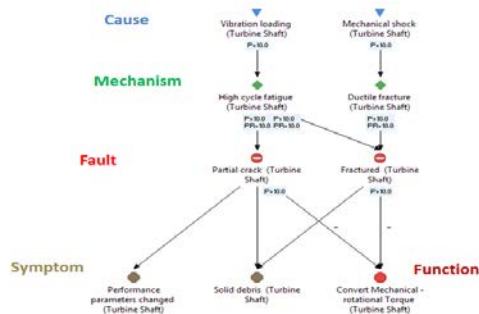 Cause
Vibration loading
(Turbine Shaft)
P=10.0
Mechanical shock
(Turbine Shaft)
P=10.0
Mechanism
High cycle fatigue
(Turbine Shaft)
P=10.0 P=10.0
PR=10.0 PR=10.0
Ductile fracture
(Turbine Shaft)
P=10.0
PR=10.0
Fault
Partial crack (Turbine
Shaft)
P=10.0
Fractured (Turbine
Shaft)
P=10.0
-
-
Symptom
Function
Performance
parameters changed
(Turbine Shaft)
Solid debris (Turbine
Shaft)
Convert Mechanical -
rotational Torque
(Turbine Shaft)